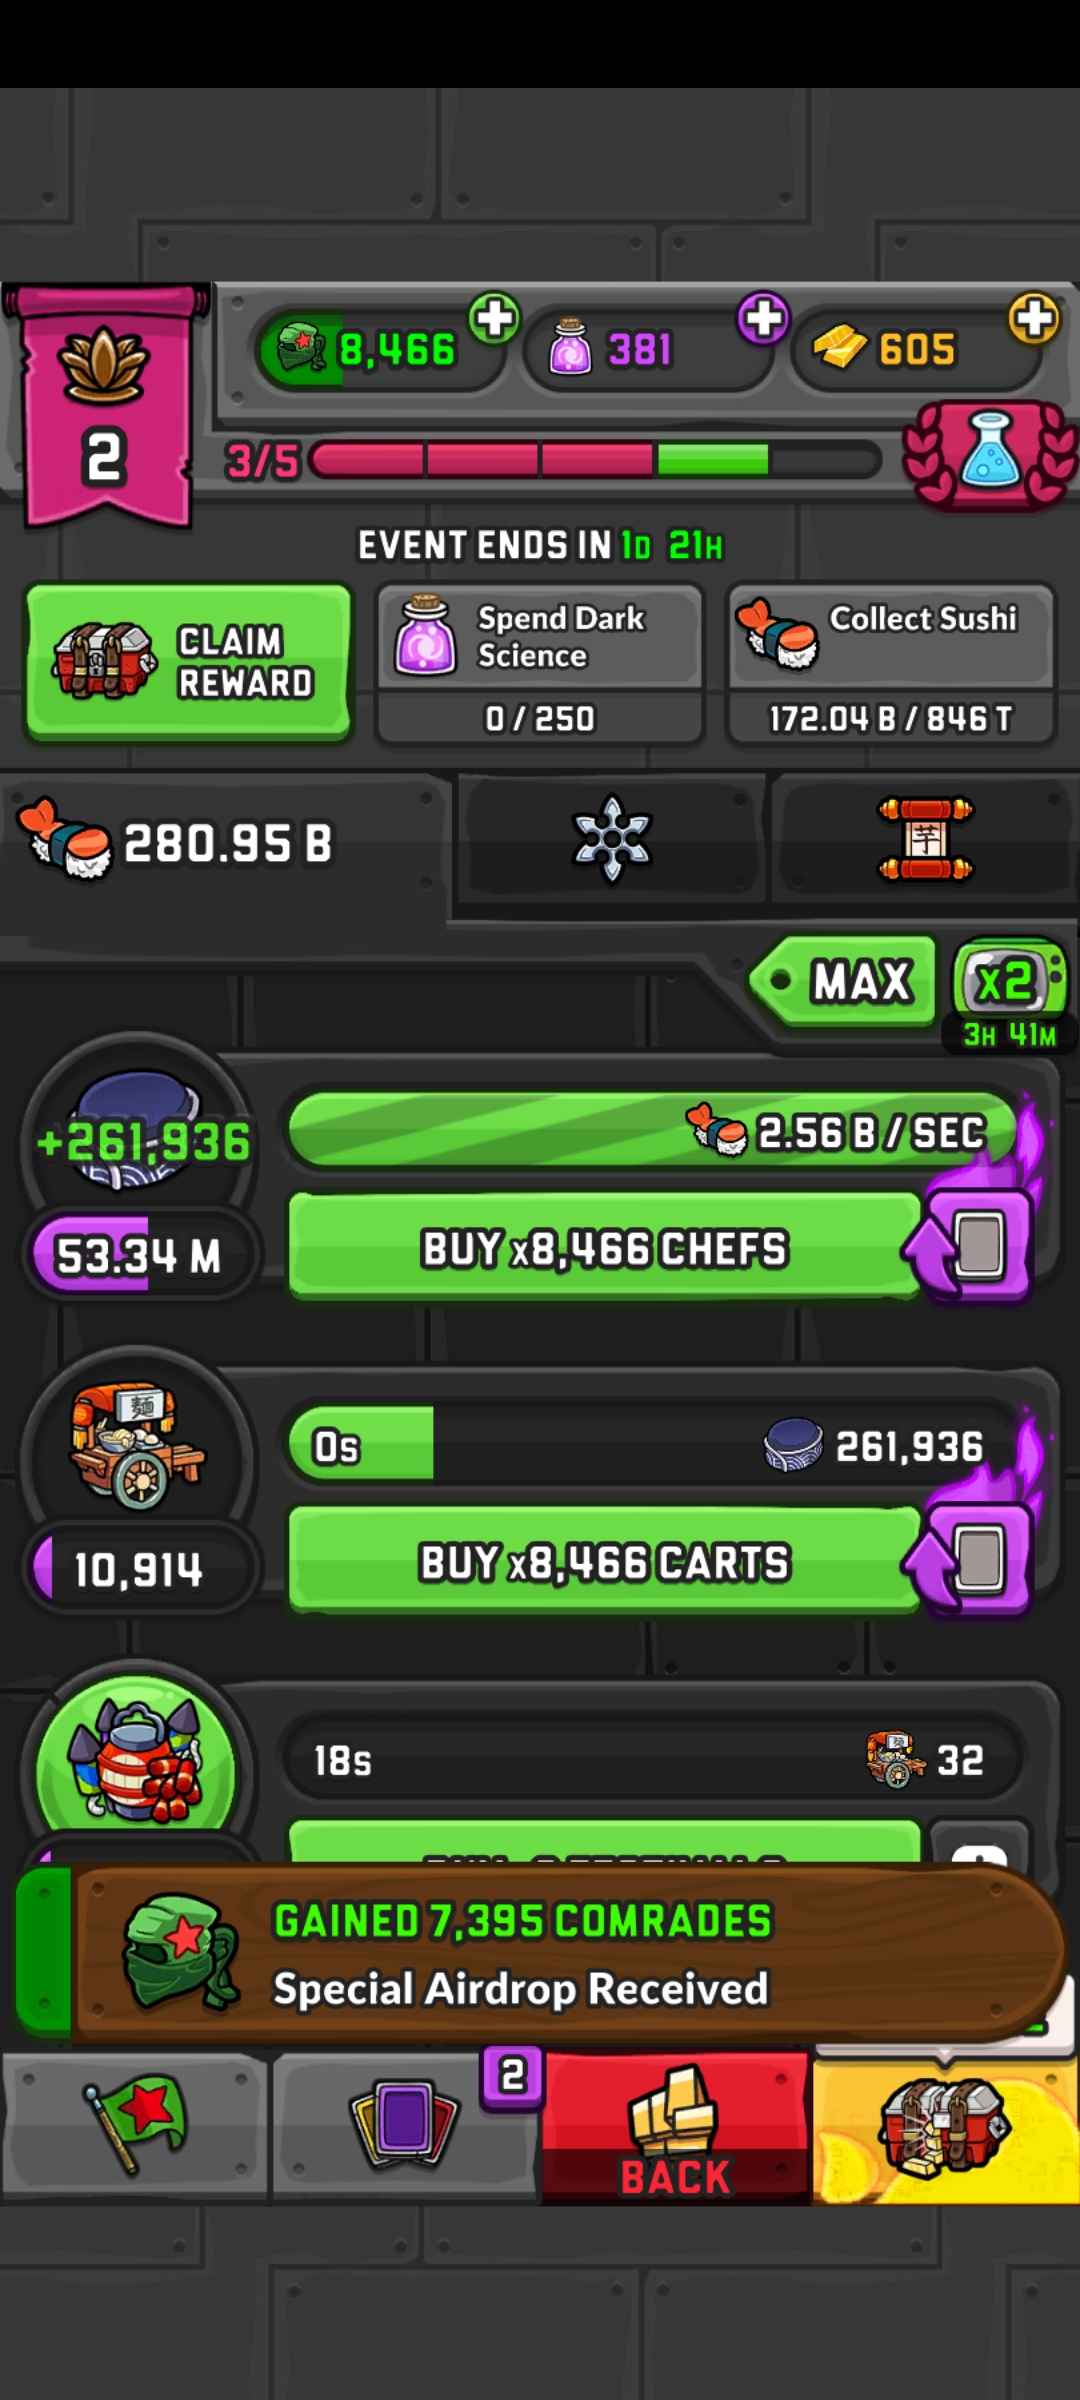 8,466
381
605
2
3/5
EVENT ENDS IN 1D 21H
CLAIM
REWARD
Spend Dark
Science
0 / 250
Collect Sushi
172.04 B / 846 T
280.95 B
芋
MAX
x2
3H 41M
+261,936
2.56 B / SEC
53.34 M
BUY x8,466 CHEFS
麵
0s
261,936
10,914
BUY x8,466 CARTS
18s
32
GAINED 7,395 COMRADES
Special Airdrop Received
2
BACK